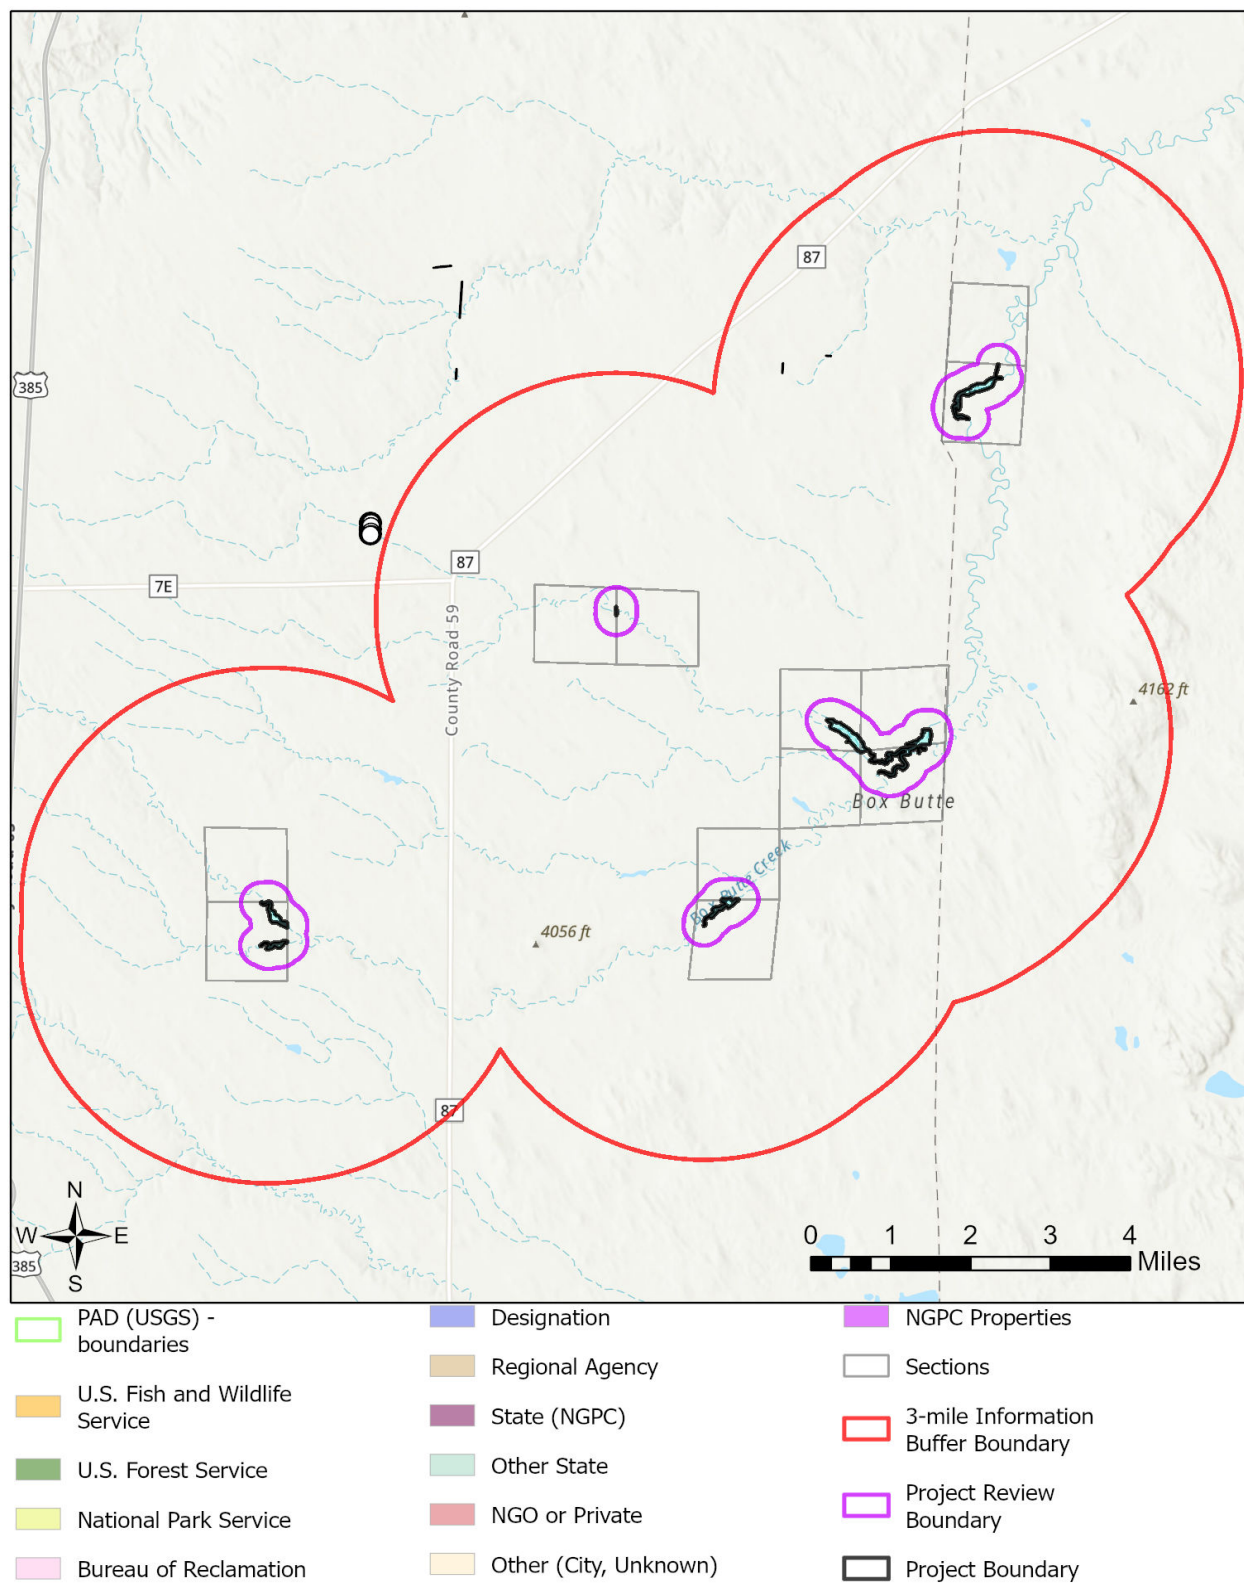 87
385
87
7E
County Road 59
4162 ft
Box Butte
Box Butte Creek
4056 ft
87
N
W E
S
385
0 1 2 3 4
Miles
PAD (USGS) -
boundaries
U.S. Fish and Wildlife
Service
U.S. Forest Service
National Park Service
Bureau of Reclamation
Designation
Regional Agency
State (NGPC)
Other State
NGO or Private
Other (City, Unknown)
NGPC Properties
Sections
3-mile Information
Buffer Boundary
Project Review
Boundary
Project Boundary